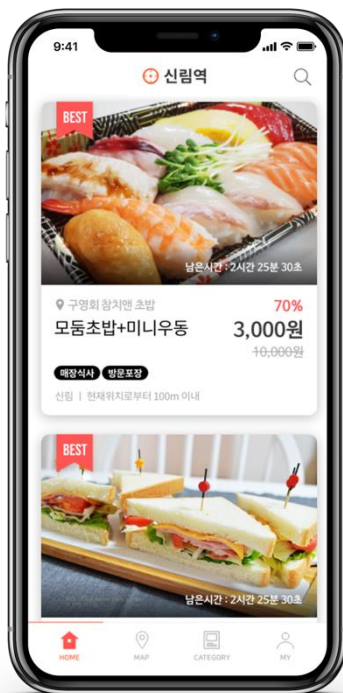 9:41
신림역
BEST
남은시간 : 2시간 25분 30초
구영회 참치앤 초밥
70%
모둠초밥+미니우동
3,000원
10,000원
매장식사 방문포장
신림 | 현재위치로부터 100m 이내
BEST
남은시간 : 2시간 25분 30초
HOME
MAP
CATEGORY
MY